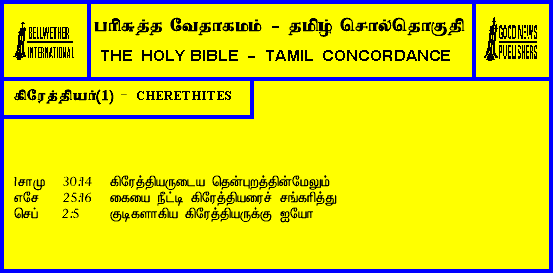 BELLWETHER
INTERNATIONAL
பரிசுத்த வேதாகமம் - தமிழ் சொல்தொகுதி
THE HOLY BIBLE - TAMIL CONCORDANCE
GOOD NEWS
PUBLISHERS
கிரேத்தியர்(1) - CHERETHITES
1சாமு 30:14 கிரேத்தியருடைய தென்புறத்தின்மேலும்
எசே 25:16 கையை நீட்டி கிரேத்தியரைச் சங்கரித்து
செப் 2:5 குடிகளாகிய கிரேத்தியருக்கு ஐயோ